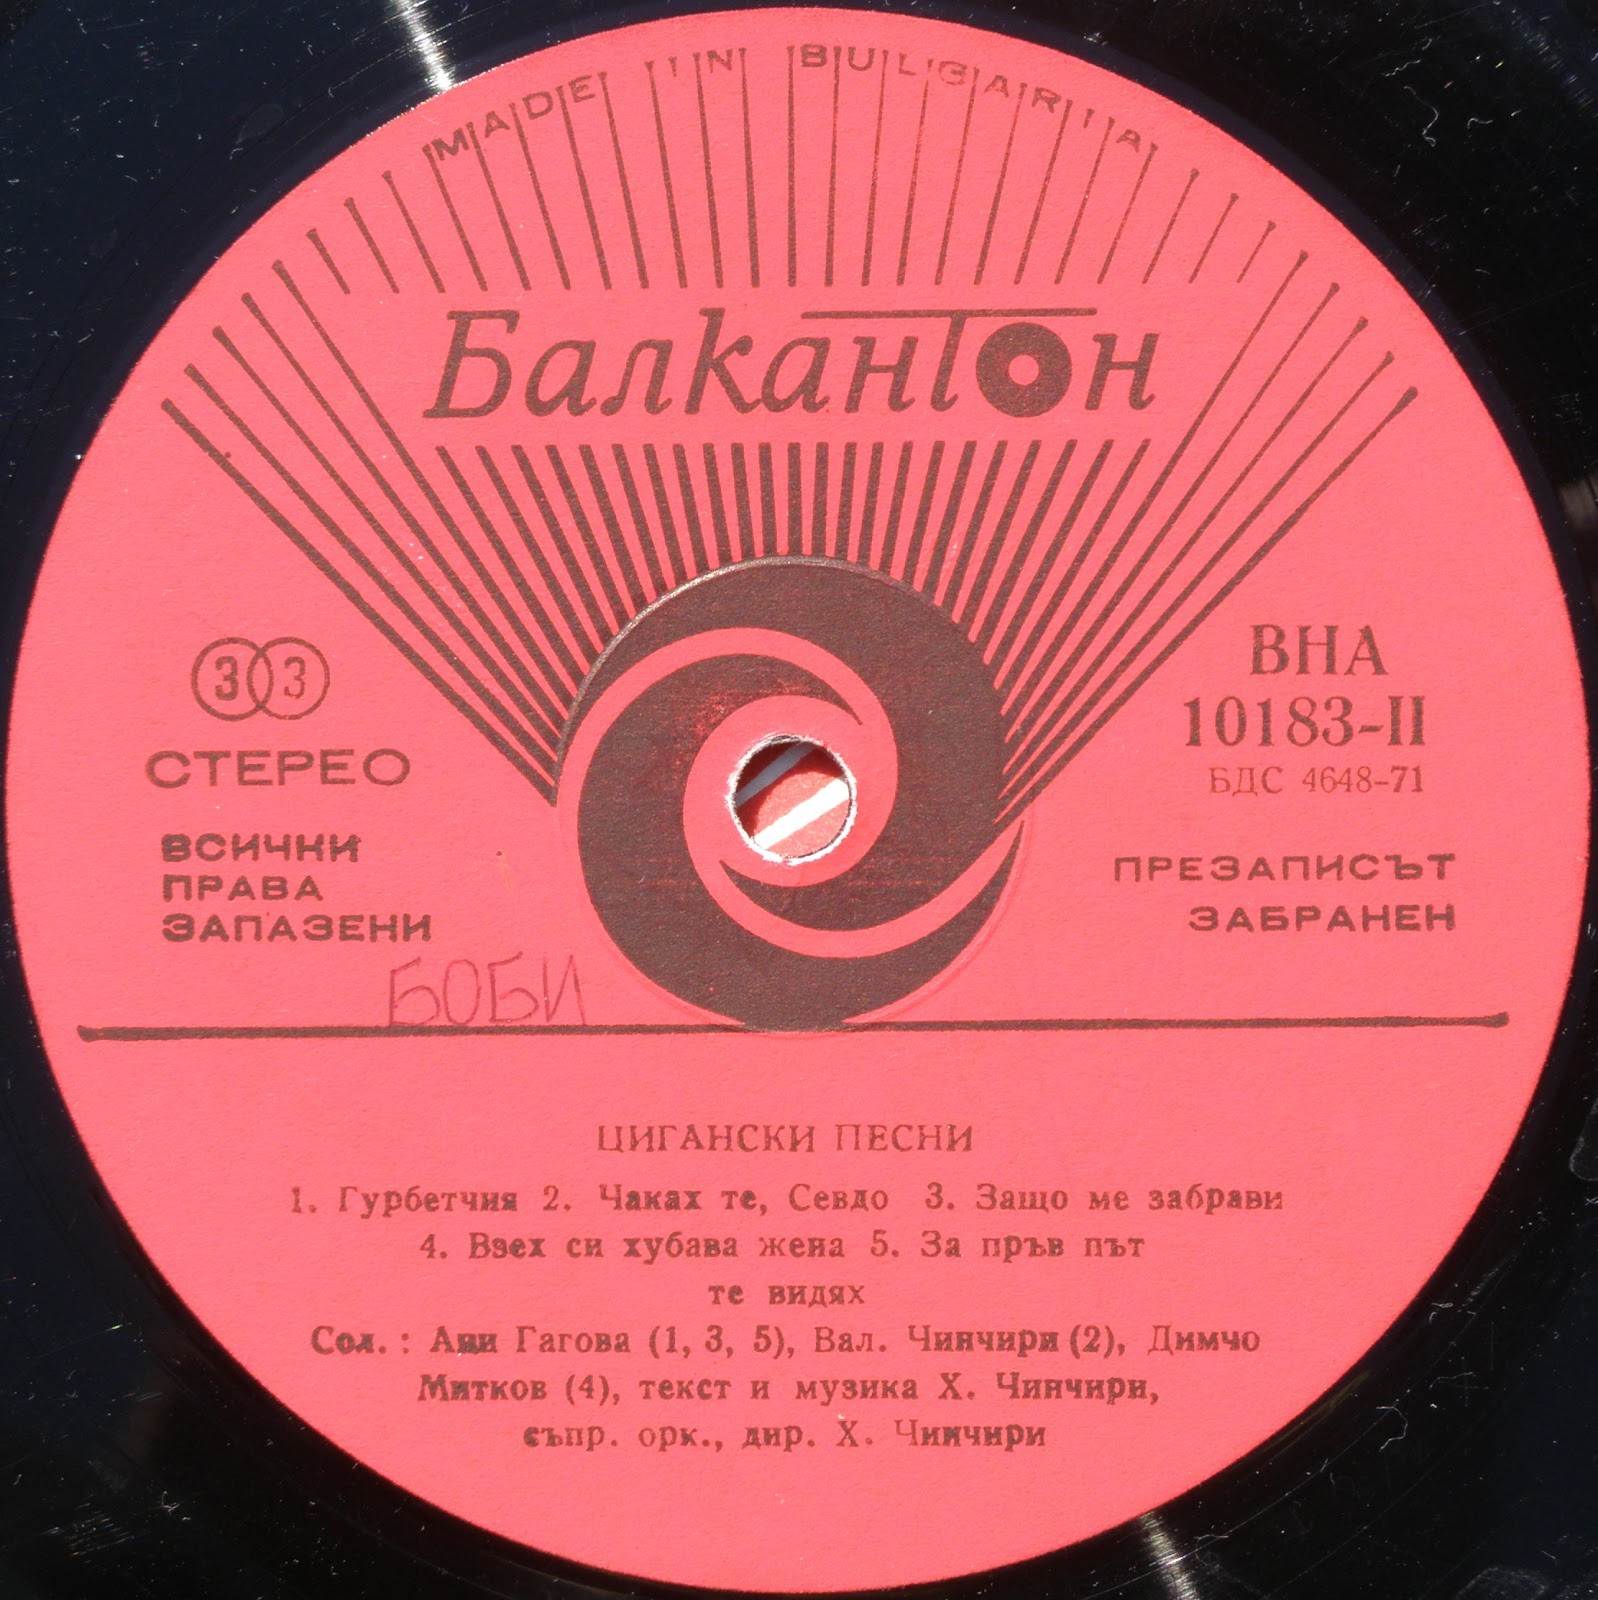 MADE IN BULGARIA
Балкантон
33
СТЕРЕО
ВСИЧКИ
ПРАВА
ЗАПАЗЕНИ
БОБИ
ВНА
10183-II
БДС 4648-71
ПРЕЗАПИСЪТ
ЗАБРАНЕН
ЦИГАНСКИ ПЕСНИ
1. Гурбетчия 2. Чаках те, Севдо 3. Защо ме забрави
4. Взех си хубава жена 5. За пръв път
те видях
Сол. : Ани Гагова (1, 3, 5), Вал. Чинчири (2), Димчо
Митков (4), текст и музика Х. Чинчири,
съпр. орк., дир. Х. Чинчири